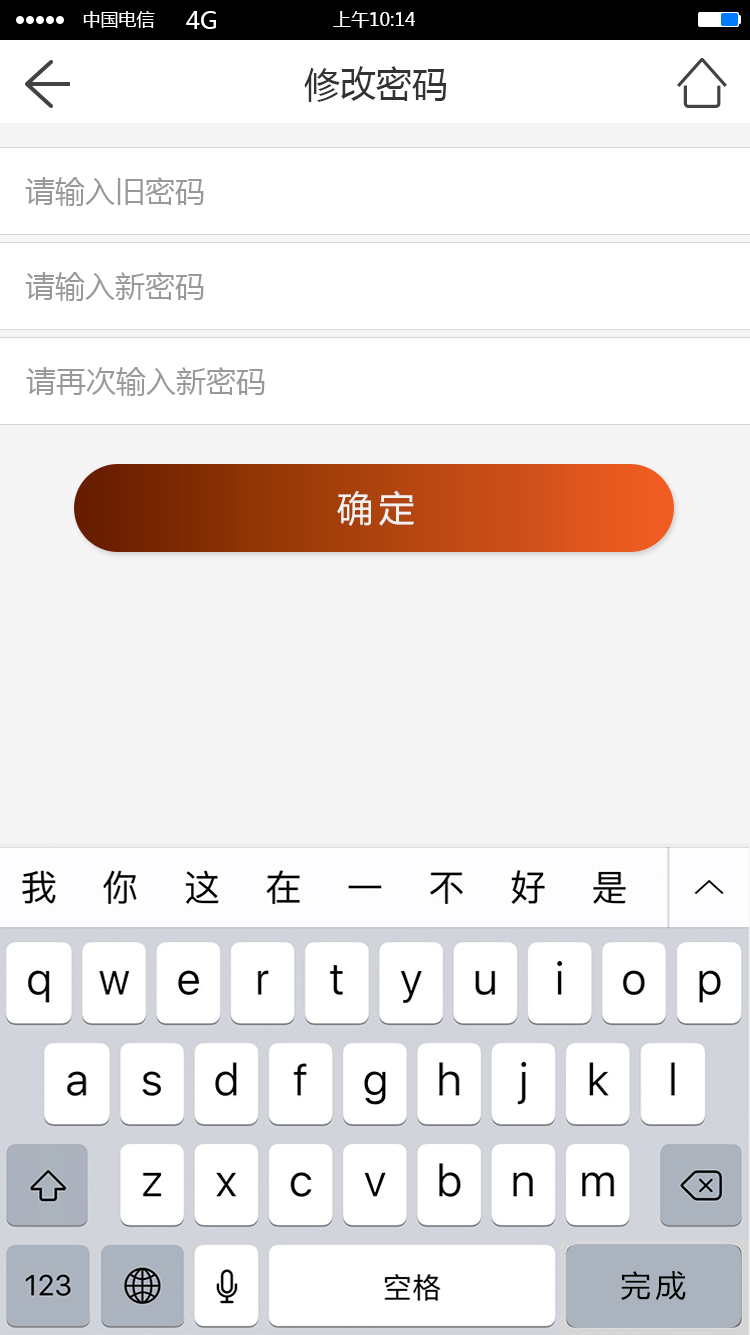 中国电信 4G 上午10:14
修改密码
请输入旧密码
请输入新密码
请再次输入新密码
确定
我 你 这 在 一 不 好 是
q w e r t y u i o p
a s d f g h j k l
z x c v b n m
123 空格 完成